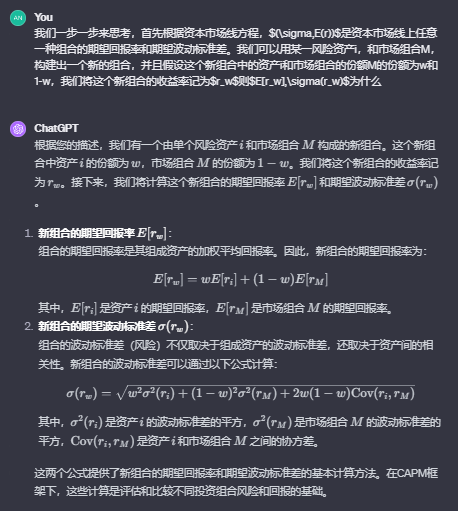 AN
You
我们一步一步来思考，首先根据资本市场线方程，$(\sigma,E(r))$是资本市场线上任意
一种组合的期望回报率和期望波动标准差。我们可以用某一风险资产i，和市场组合M，
构建出一个新的组合，并且假设这个新组合中的资产i和市场组合的份额M的份额为w和
1-w，我们将这个新组合的收益率记为$r_w$则$E[r_w],\sigma(r_w)$为什么
ChatGPT
根据您的描述，我们有一个由单个风险资产 i 和市场组合 M 构成的新组合。这个新组
合中资产 i 的份额为 w，市场组合 M 的份额为 1 − w。我们将这个新组合的收益率记
为 r_w。接下来，我们将计算这个新组合的期望回报率 E[r_w] 和期望波动标准差 σ(r_w)
。
1. 新组合的期望回报率 E[r_w]：
组合的期望回报率是其组成资产的加权平均回报率。因此，新组合的期望回报率为：
E[r_w] = wE[r_i] + (1 − w)E[r_M]
其中，E[r_i] 是资产 i 的期望回报率，E[r_M] 是市场组合 M 的期望回报率。
2. 新组合的期望波动标准差 σ(r_w)：
组合的波动标准差（风险）不仅取决于组成资产的波动标准差，还取决于资产间的相
关性。新组合的波动标准差可以通过以下公式计算：
σ(r_w) = √(w²σ²(r_i) + (1 − w)²σ²(r_M) + 2w(1 − w)Cov(r_i, r_M))
其中，σ²(r_i) 是资产 i 的波动标准差的平方，σ²(r_M) 是市场组合 M 的波动标准差的
平方，Cov(r_i, r_M) 是资产 i 和市场组合 M 之间的协方差。
这两个公式提供了新组合的期望回报率和期望波动标准差的基本计算方法。在CAPM框
架下，这些计算是评估和比较不同投资组合风险和回报的基础。